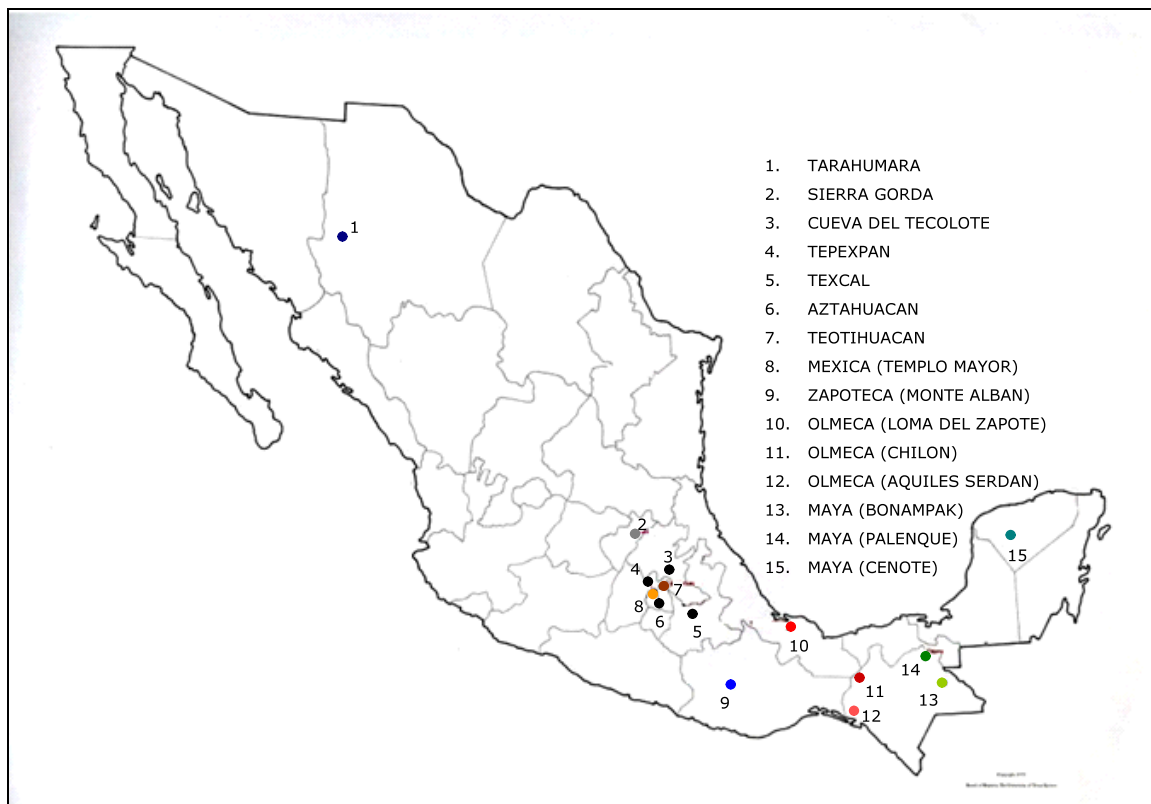 1. TARAHUMARA
2. SIERRA GORDA
3. CUEVA DEL TECOLOTE
4. TEPEXPAN
5. TEXCAL
6. AZTAHUACAN
7. TEOTIHUACAN
8. MEXICA (TEMPLO MAYOR)
9. ZAPOTECA (MONTE ALBAN)
10. OLMECA (LOMA DEL ZAPOTE)
11. OLMECA (CHILON)
12. OLMECA (AQUILES SERDAN)
13. MAYA (BONAMPAK)
14. MAYA (PALENQUE)
15. MAYA (CENOTE)
1
2
3
4
7
8
6
5
10
9
15
14
11
13
12